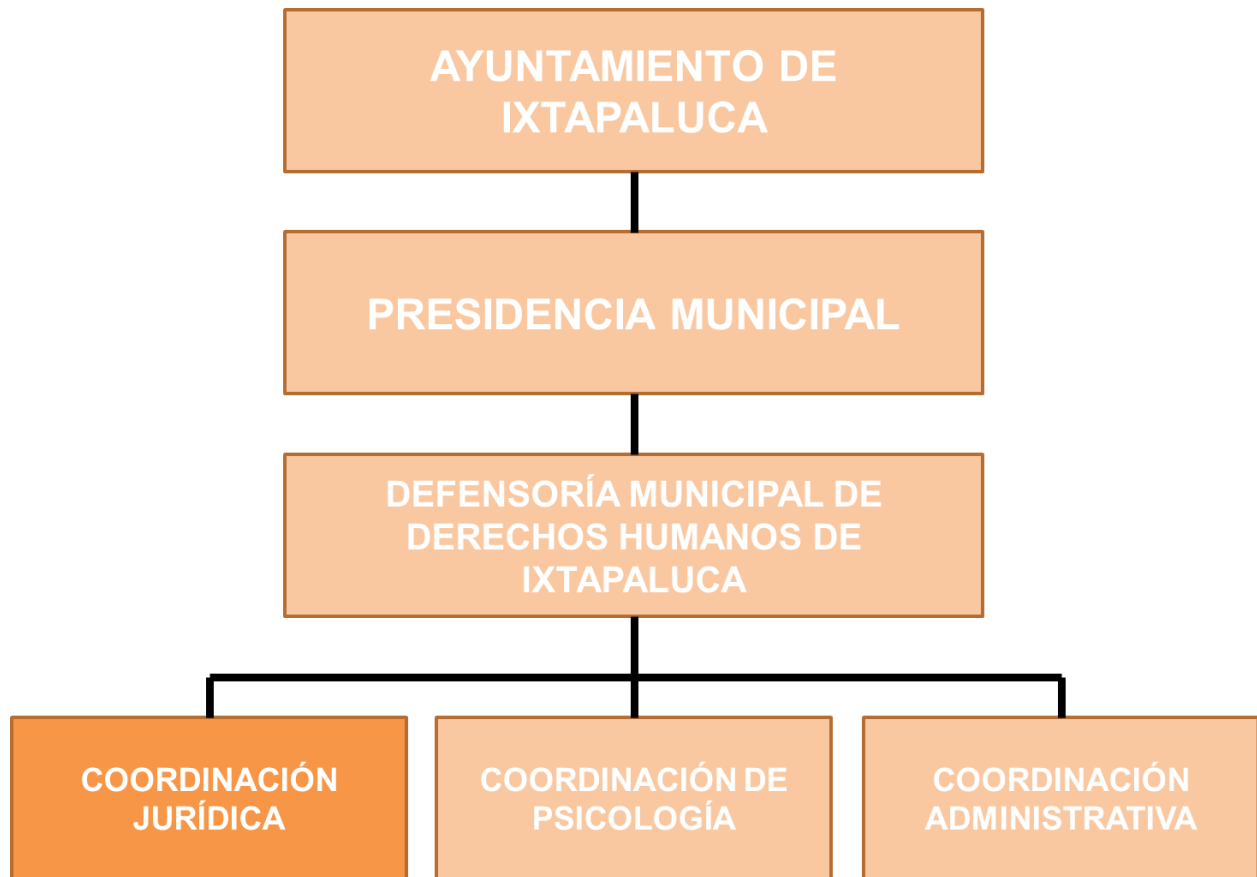 AYUNTAMIENTO DE
IXTAPALUCA
PRESIDENCIA MUNICIPAL
DEFENSORÍA MUNICIPAL DE
DERECHOS HUMANOS DE
IXTAPALUCA
COORDINACIÓN
JURÍDICA
COORDINACIÓN DE
PSICOLOGÍA
COORDINACIÓN
ADMINISTRATIVA